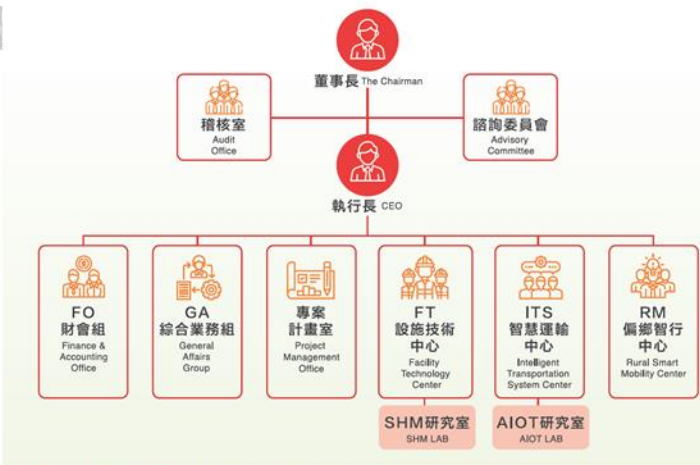 董事長 The Chairman
稽核室
Audit
Office
諮詢委員會
Advisory
Committee
執行長 CEO
FO
財會組
Finance &
Accounting
Office
GA
綜合業務組
General
Affairs
Group
專案
計畫室
Project
Management
Office
FT
設施技術
中心
Facility
Technology
Center
ITS
智慧運輸
中心
Intelligent
Transportation
System Center
RM
偏鄉智行
中心
Rural Smart
Mobility Center
SHM研究室
SHM LAB
AIOT研究室
AIOT LAB